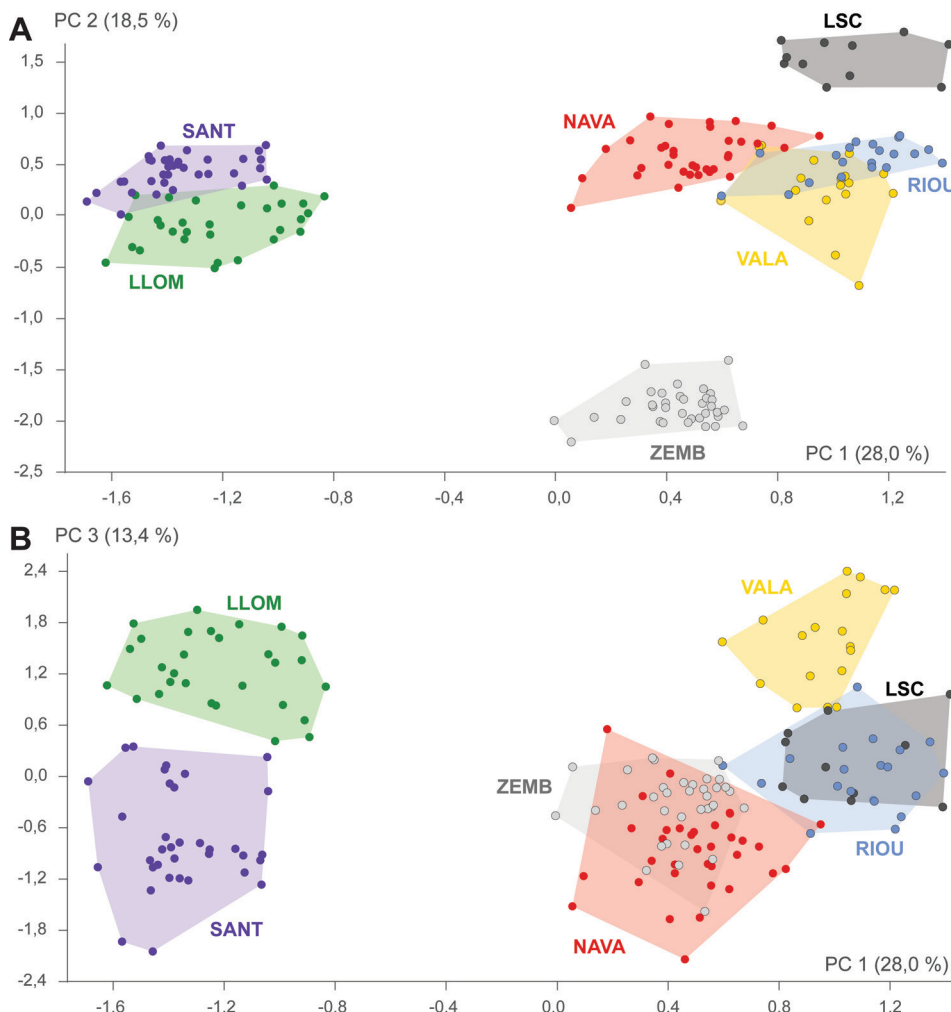 A PC 2 (18,5 %)
LSC
1,5
NAVA
1,0
SANT
0,5
RIOU
0,0
VALA
LLOM
-0,5
-1,0
-1,5
-2,0
ZEMB
PC 1 (28,0 %)
-2,5
-1,6 -1,2 -0,8 -0,4 0,0 0,4 0,8 1,2
B PC 3 (13,4 %)
2,4
VALA
LLOM
1,8
1,2
LSC
0,6
ZEMB
0,0
-0,6
RIOU
-1,2
SANT
NAVA
-1,8
PC 1 (28,0 %)
-2,4
-1.6 -1,2 -0,8 -0,4 0,0 0,4 0,8 1,2